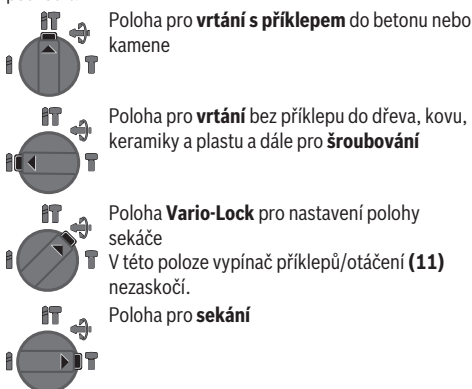 Poloha pro vrtání s příklepem do betonu nebo
kamene
Poloha pro vrtání bez příklepu do dřeva, kovu,
keramiky a plastu a dále pro šroubování
Poloha Vario-Lock pro nastavení polohy
sekáče
V této poloze vypínač příklepů/otáčení (11)
nezaskočí.
Poloha pro sekání